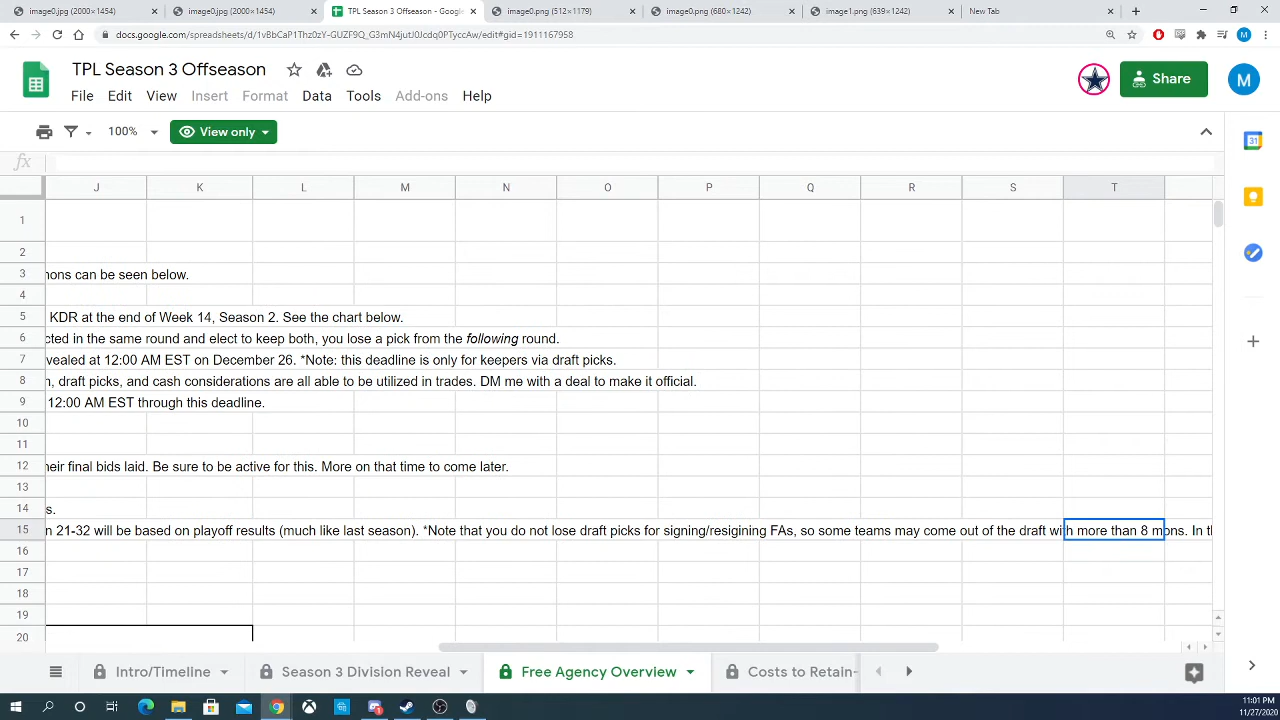 image0.jpg (2000×1454)
image0.jpg (2000×1454)
TPL Season 3 Offseason - Google
image0.png (512×1179)
image0.png (680×1242)
image1.png (639×1242)
New Tab
TPL Season 3 Offseason
M
File Edit View Insert Format Data Tools Add-ons Help
Share
M
100%
View only
31
fx
J K L M N O P Q R S T
1
2
3 nons can be seen below.
4
5 KDR at the end of Week 14, Season 2. See the chart below.
6 cted in the same round and elect to keep both, you lose a pick from the following round.
7 vealed at 12:00 AM EST on December 26. *Note: this deadline is only for keepers via draft picks.
8 n, draft picks, and cash considerations are all able to be utilized in trades. DM me with a deal to make it official.
9 12:00 AM EST through this deadline.
10
11
12 heir final bids laid. Be sure to be active for this. More on that time to come later.
13
14 s.
15 n 21-32 will be based on playoff results (much like last season). *Note that you do not lose draft picks for signing/resigining FAs, so some teams may come out of the draft with more than 8 mons. In th
16
17
18
19
20
Intro/Timeline
Season 3 Division Reveal
Free Agency Overview
Costs to Retain-
11:01 PM
11/27/2020